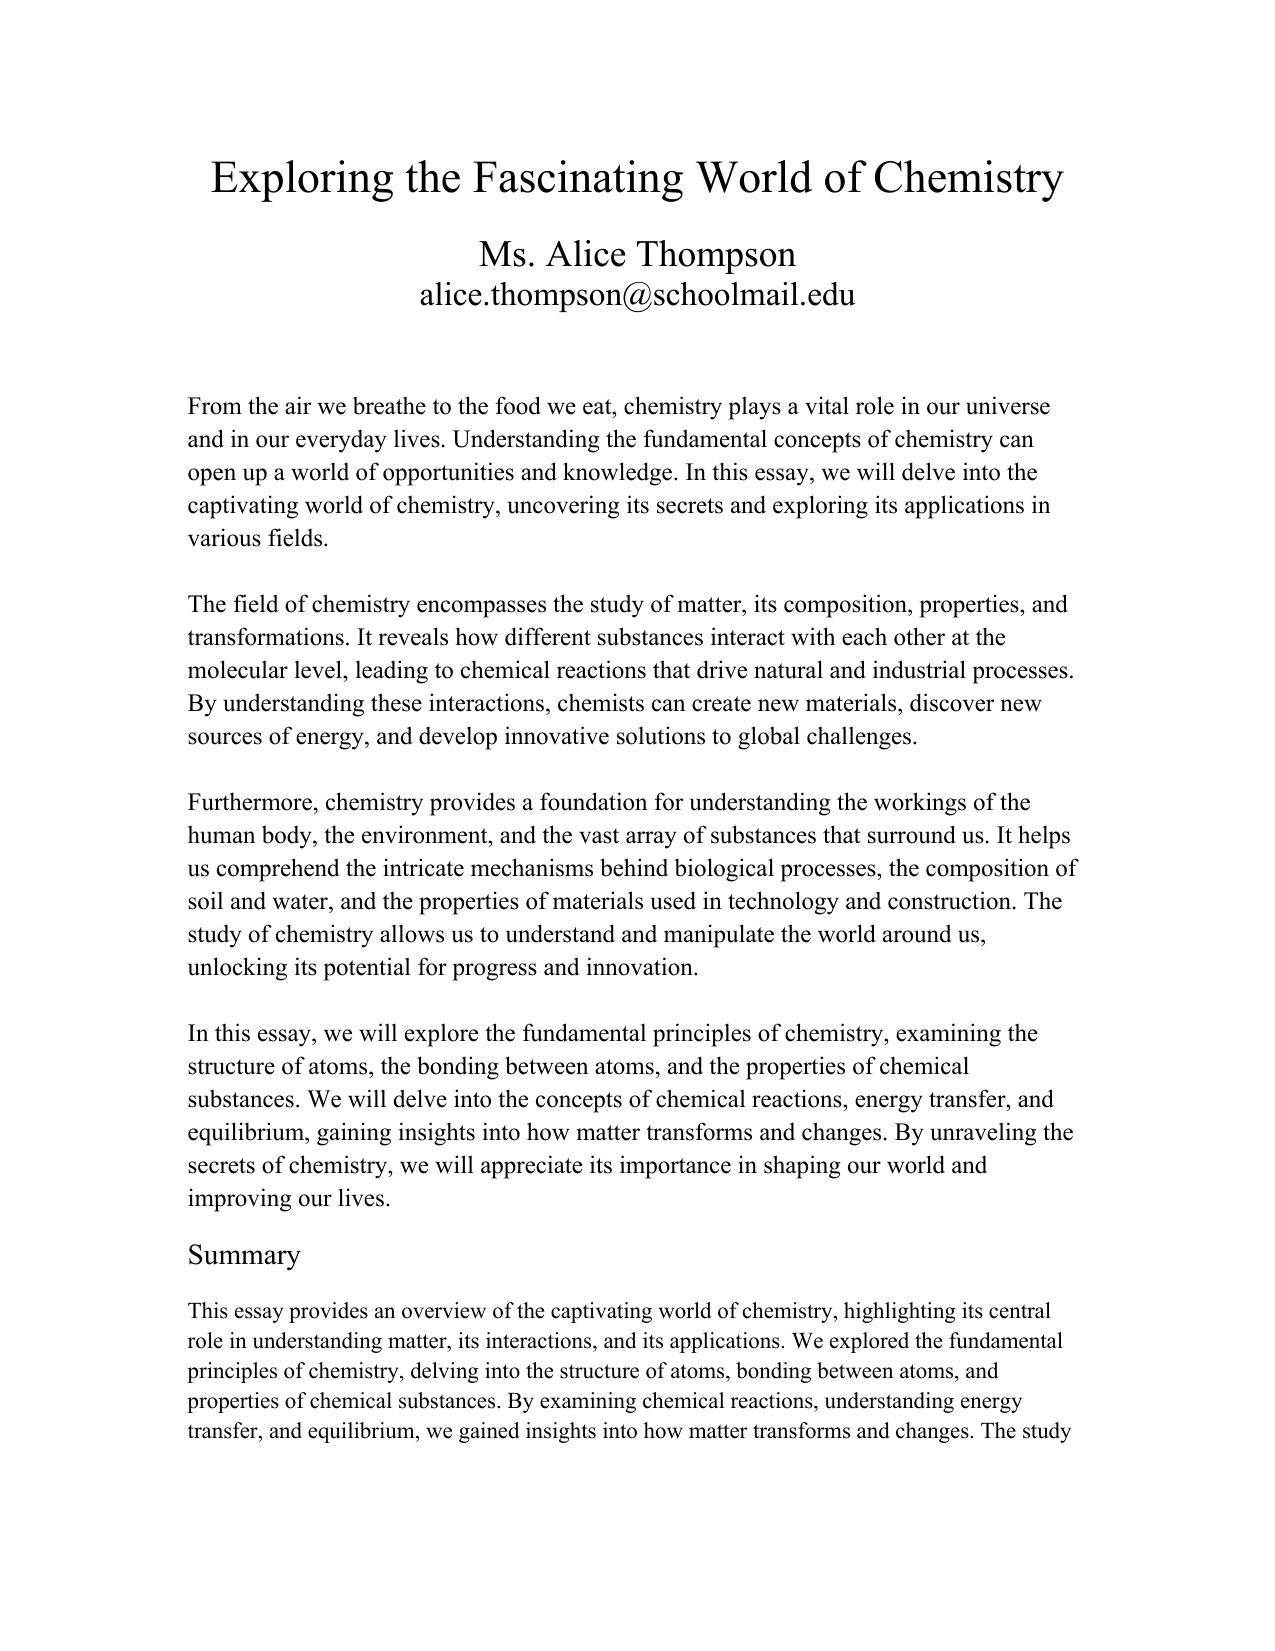 Exploring the Fascinating World of Chemistry
Ms. Alice Thompson
alice.thompson@schoolmail.edu
From the air we breathe to the food we eat, chemistry plays a vital role in our universe
and in our everyday lives. Understanding the fundamental concepts of chemistry can
open up a world of opportunities and knowledge. In this essay, we will delve into the
captivating world of chemistry, uncovering its secrets and exploring its applications in
various fields.
The field of chemistry encompasses the study of matter, its composition, properties, and
transformations. It reveals how different substances interact with each other at the
molecular level, leading to chemical reactions that drive natural and industrial processes.
By understanding these interactions, chemists can create new materials, discover new
sources of energy, and develop innovative solutions to global challenges.
Furthermore, chemistry provides a foundation for understanding the workings of the
human body, the environment, and the vast array of substances that surround us. It helps
us comprehend the intricate mechanisms behind biological processes, the composition of
soil and water, and the properties of materials used in technology and construction. The
study of chemistry allows us to understand and manipulate the world around us,
unlocking its potential for progress and innovation.
In this essay, we will explore the fundamental principles of chemistry, examining the
structure of atoms, the bonding between atoms, and the properties of chemical
substances. We will delve into the concepts of chemical reactions, energy transfer, and
equilibrium, gaining insights into how matter transforms and changes. By unraveling the
secrets of chemistry, we will appreciate its importance in shaping our world and
improving our lives.
Summary
This essay provides an overview of the captivating world of chemistry, highlighting its central
role in understanding matter, its interactions, and its applications. We explored the fundamental
principles of chemistry, delving into the structure of atoms, bonding between atoms, and
properties of chemical substances. By examining chemical reactions, understanding energy
transfer, and equilibrium, we gained insights into how matter transforms and changes. The study